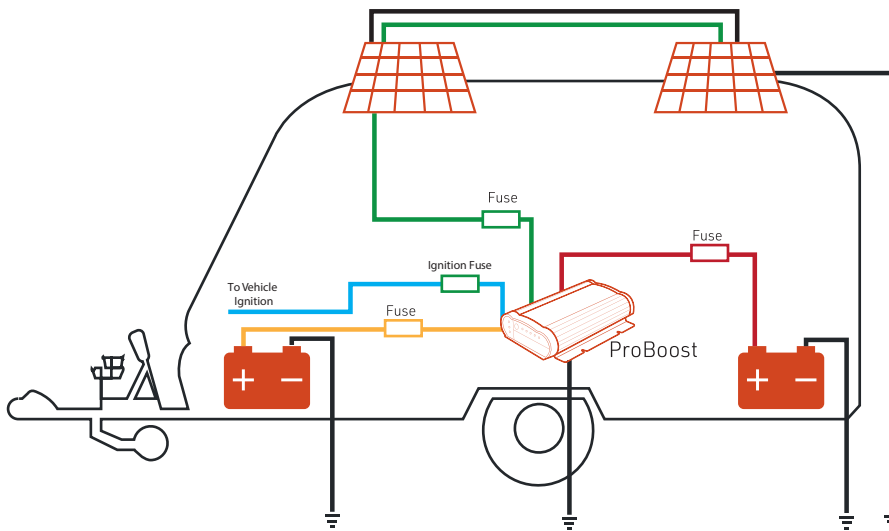 Fuse
Fuse
Ignition Fuse
To Vehicle
Ignition
Fuse
ProBoost
+ −
+ −